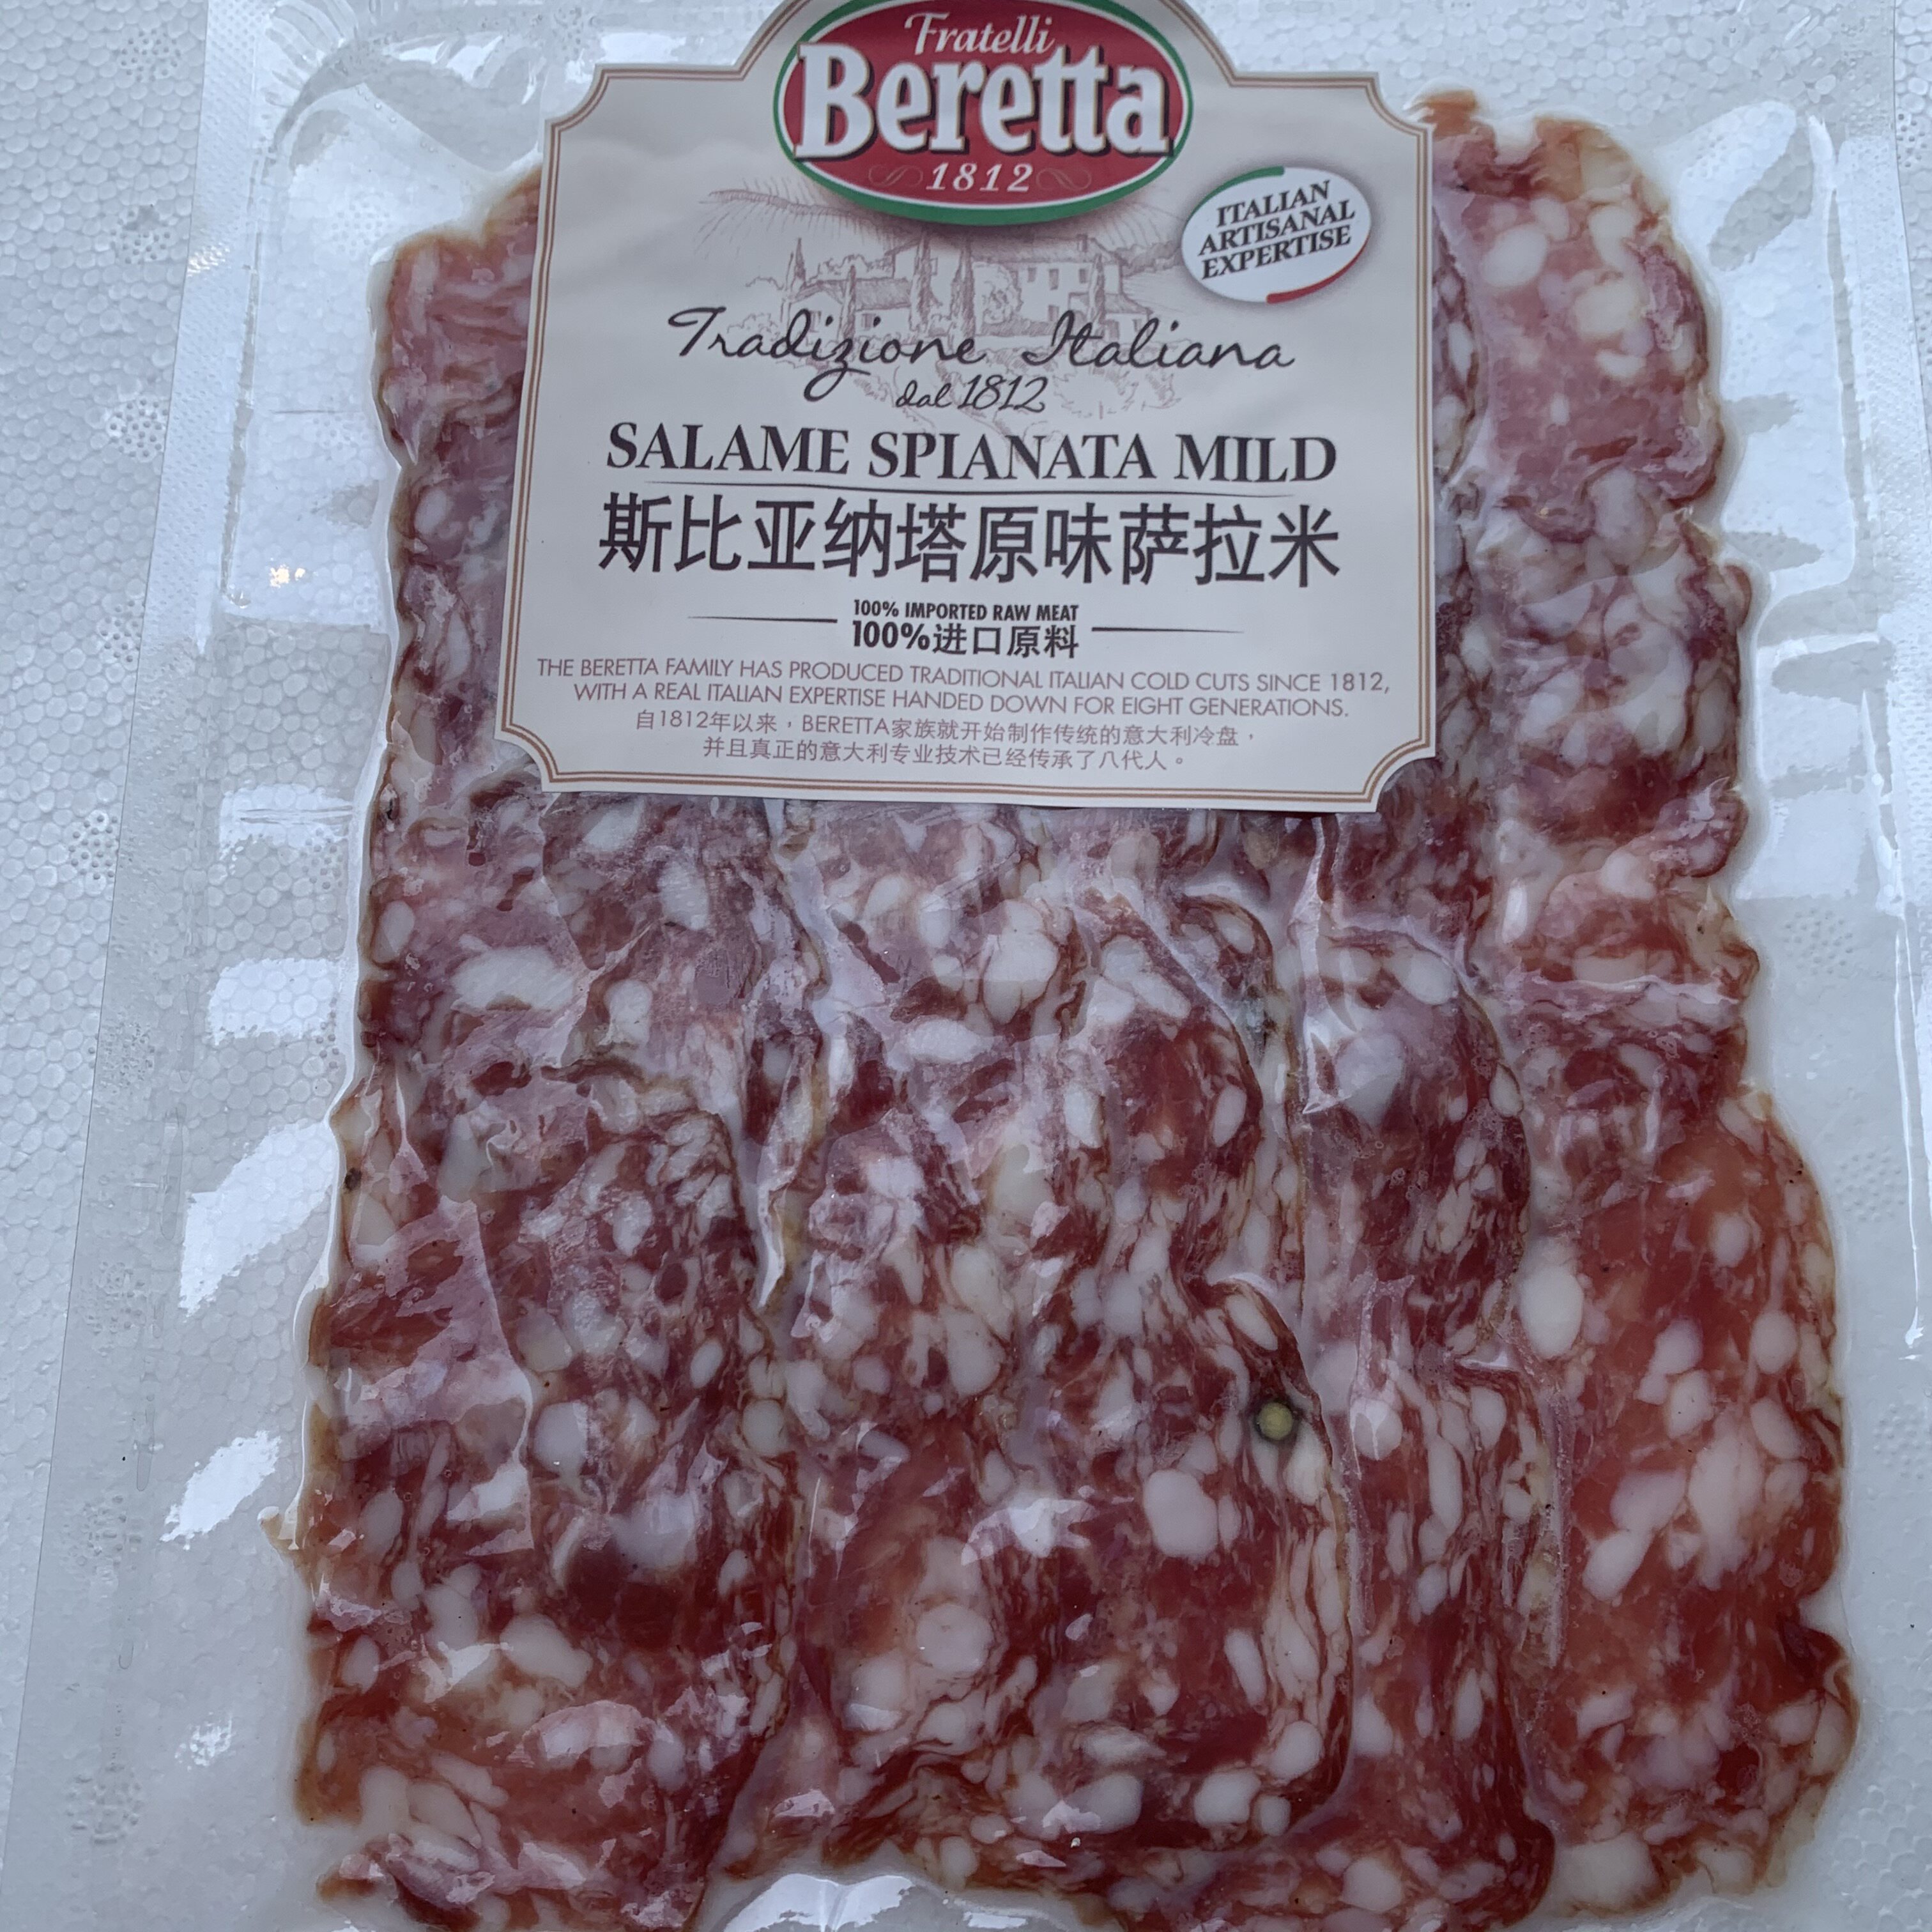 Fratelli
Beretta
1812
ITALIAN
ARTISANAL
EXPERTISE
Tradizione Italiana
dal 1812
SALAME SPIANATA MILD
斯比亚纳塔原味萨拉米
100% IMPORTED RAW MEAT
100%进口原料
THE BERETTA FAMILY HAS PRODUCED TRADITIONAL ITALIAN COLD CUTS SINCE 1812,
WITH A REAL ITALIAN EXPERTISE HANDED DOWN FOR EIGHT GENERATIONS.
自1812年以来，BERETTA家族就开始制作传统的意大利冷盘，
并且真正的意大利专业技术已经传承了八代人。